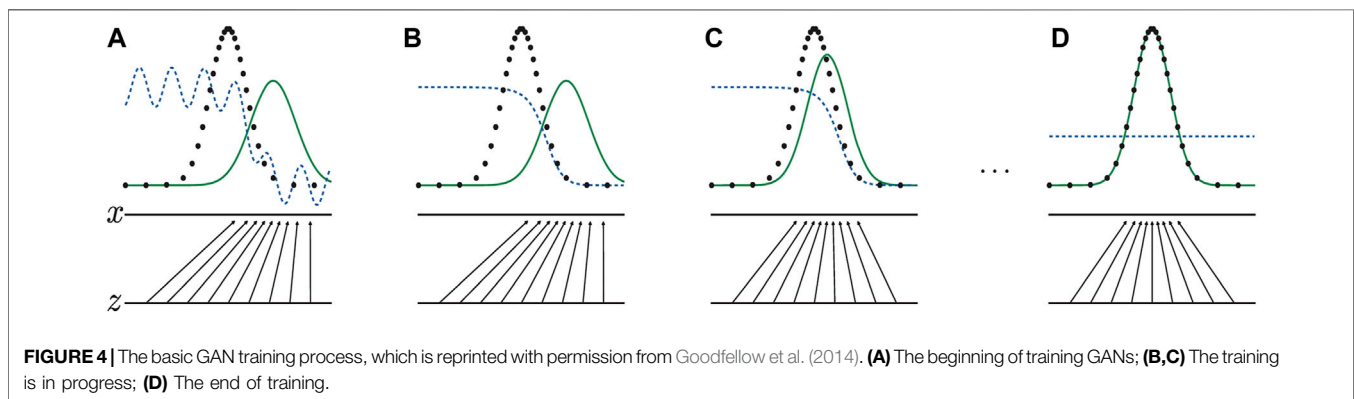 A B C D
x
. . .
z
FIGURE 4 | The basic GAN training process, which is reprinted with permission from Goodfellow et al. (2014). (A) The beginning of training GANs; (B,C) The training
is in progress; (D) The end of training.